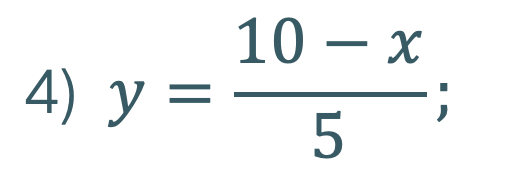 4) y = (10 − x)/5;